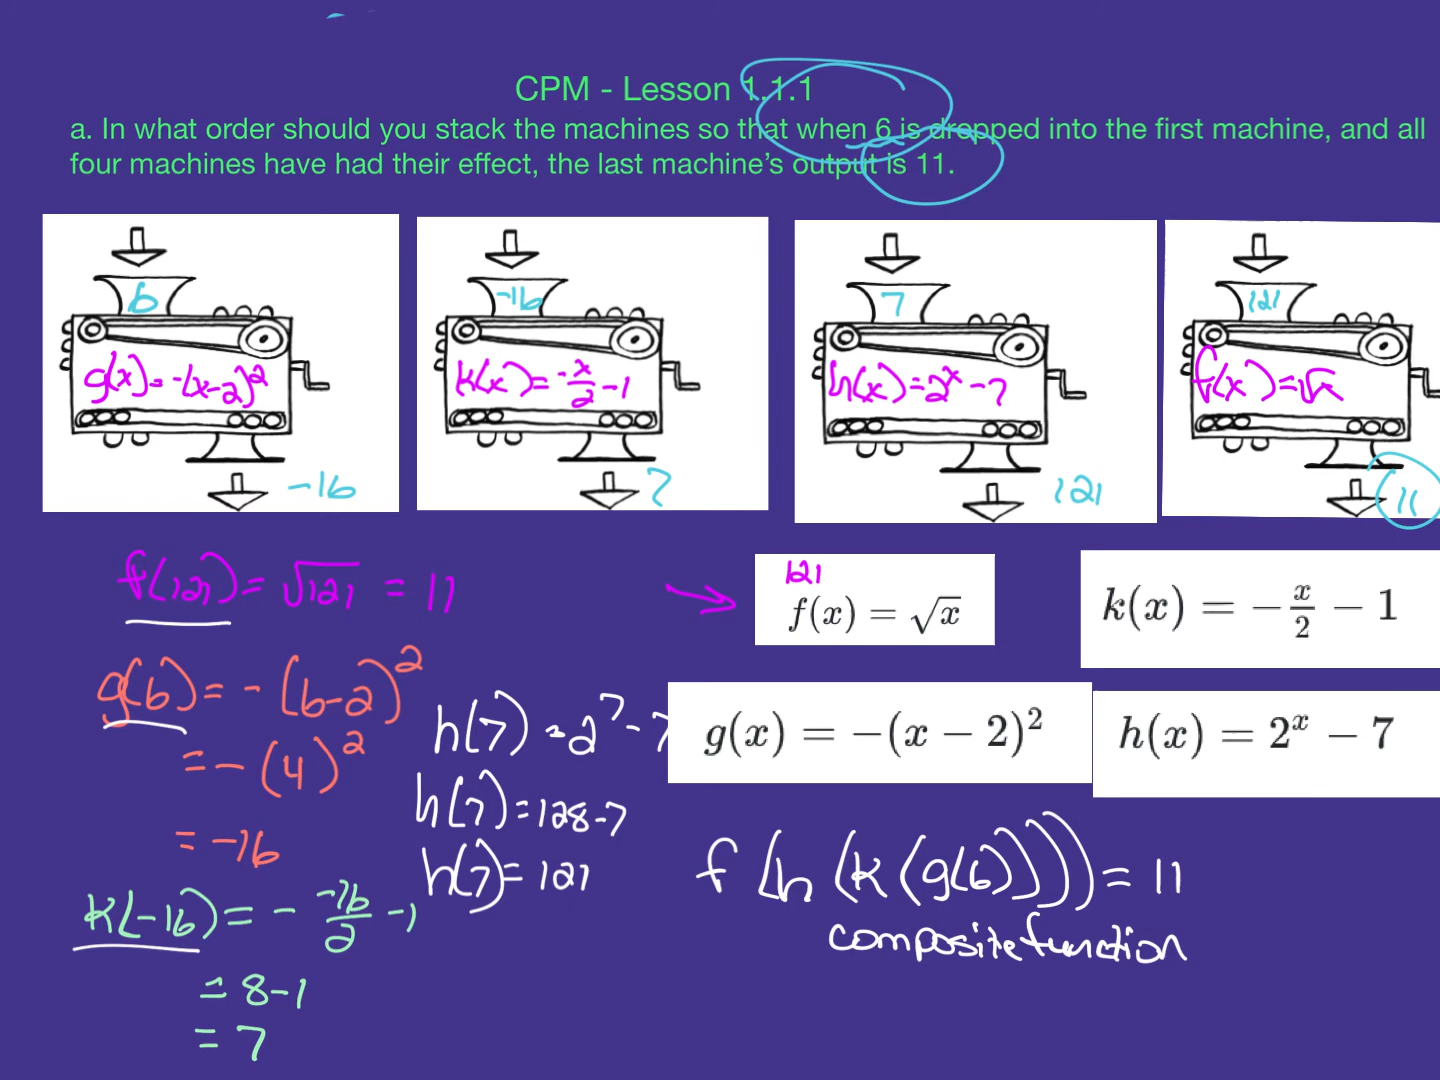 CPM - Lesson 1.1.1
a. In what order should you stack the machines so that when 6 is dropped into the first machine, and all
four machines have had their effect, the last machine's output is 11.
6
g(x) = -(x-2)²
-16
-16
k(x) = -x/2 - 1
7
7
h(x) = 2ˣ - 7
121
121
f(x) = √x
11
f(121) = √121 = 11
g(6) = -(6-2)²
= -(4)²
= -16
k(-16) = - -16/2 - 1
= 8 - 1
= 7
h(7) = 2⁷ - 7
h(7) = 128 - 7
h(7) = 121
121
f(x) = √x
k(x) = -x/2 - 1
g(x) = -(x - 2)²
h(x) = 2ˣ - 7
f(h(k(g(6)))) = 11
composite function